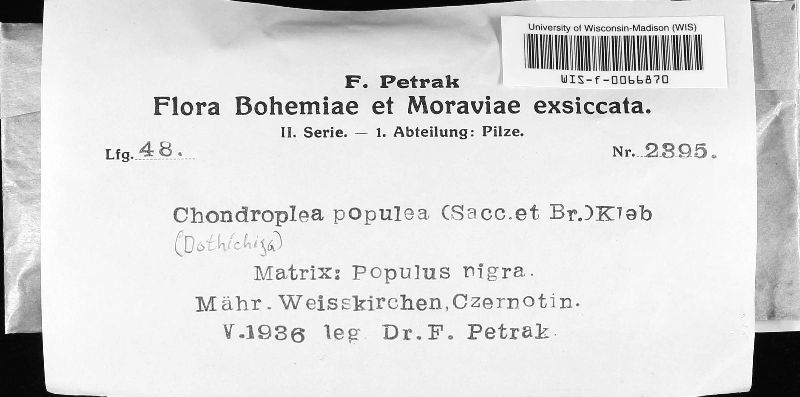 University of Wisconsin-Madison (WIS)
WIS-f-0066870
F. Petrak
Flora Bohemiae et Moraviae exsiccata.
II. Serie. — 1. Abteilung: Pilze.
Lfg. 48.
Nr. 2395.
Chondroplea populea (Sacc.et Br.)Kleb
(Dothichiza)
Matrix: Populus nigra.
Mähr. Weisskirchen,Czernotin.
V.1936 leg Dr.F. Petrak.